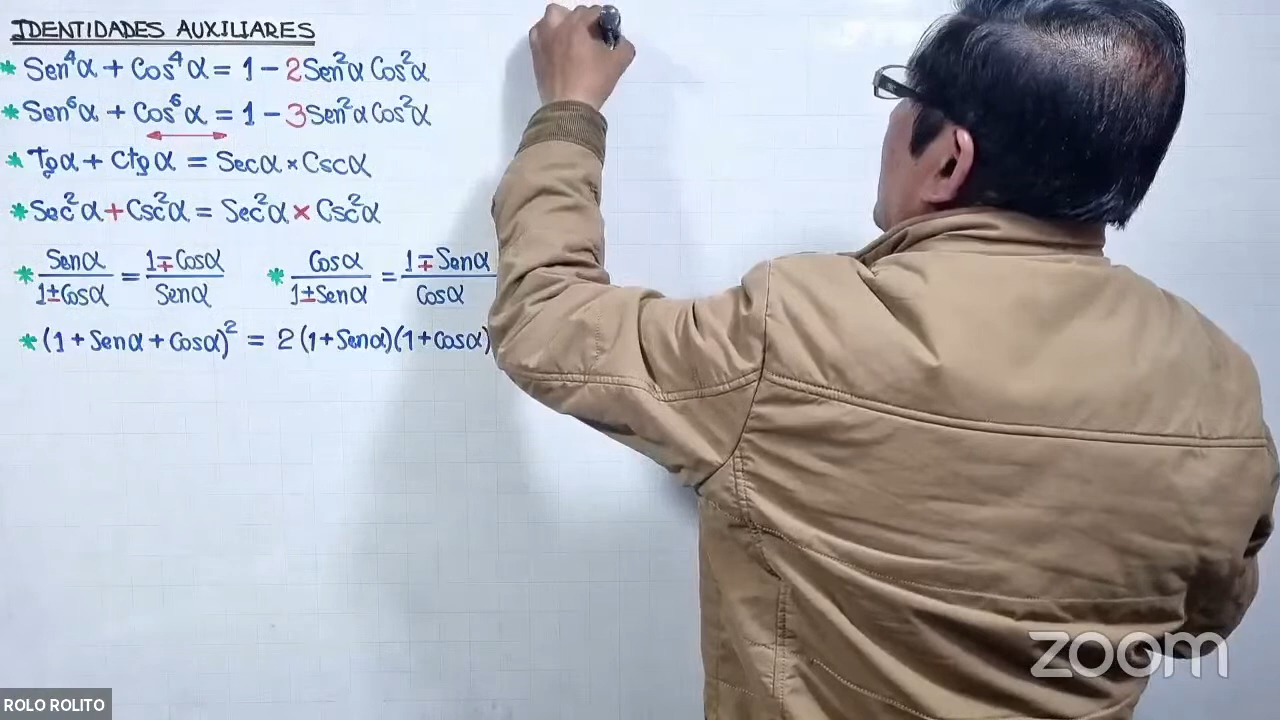 IDENTIDADES AUXILIARES
* Sen⁴α + Cos⁴α = 1 - 2Sen²α Cos²α
* Sen⁶α + Cos⁶α = 1 - 3Sen²α Cos²α
* Tgα + Ctgα = Secα × Cscα
* Sec²α + Csc²α = Sec²α × Csc²α
* Senα/(1±Cosα) = (1∓Cosα)/Senα * Cosα/(1±Senα) = (1∓Senα)/Cosα
* (1 + Senα + Cosα)² = 2(1+Senα)(1+Cosα)
zoom
ROLO ROLITO